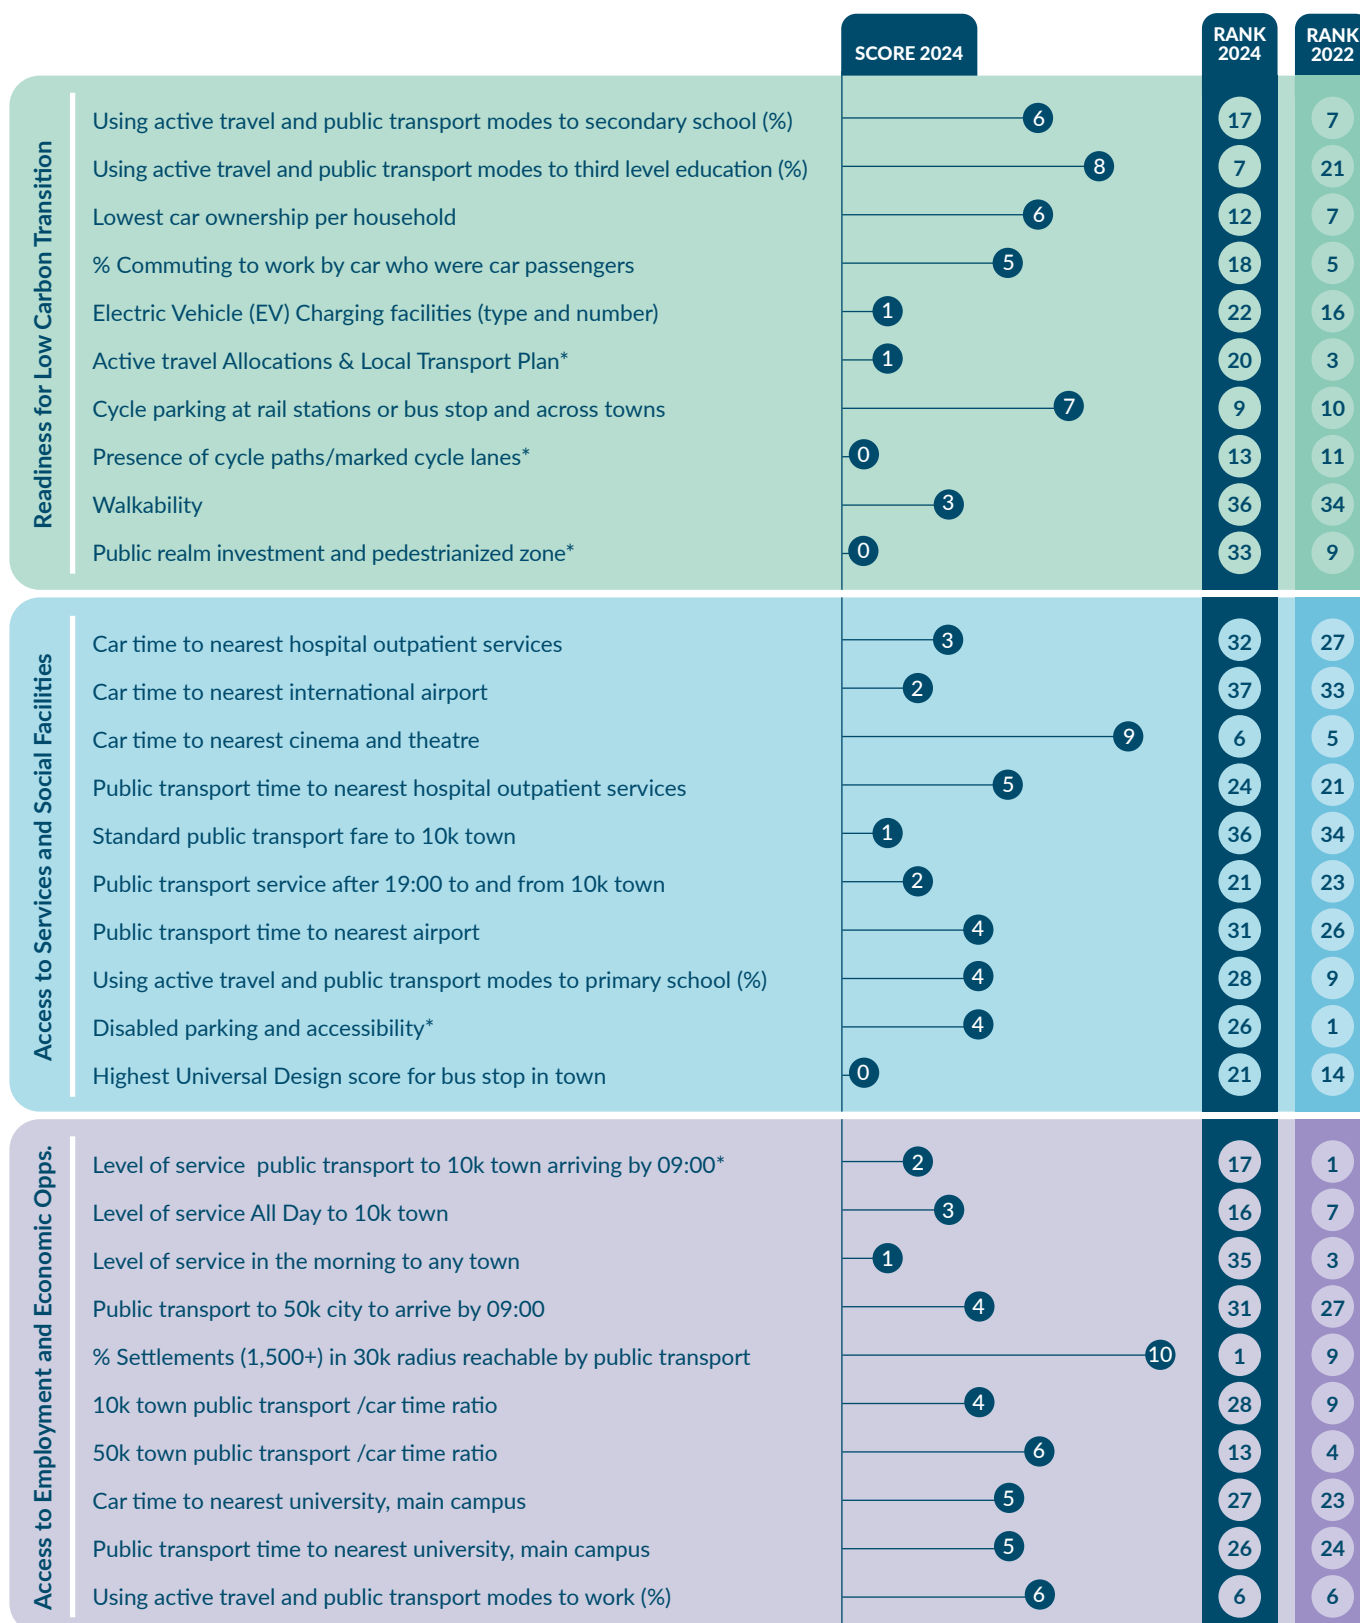 SCORE 2024
RANK 2024
RANK 2022
Readiness for Low Carbon Transition
Using active travel and public transport modes to secondary school (%) 6 17 7
Using active travel and public transport modes to third level education (%) 8 7 21
Lowest car ownership per household 6 12 7
% Commuting to work by car who were car passengers 5 18 5
Electric Vehicle (EV) Charging facilities (type and number) 1 22 16
Active travel Allocations & Local Transport Plan* 1 20 3
Cycle parking at rail stations or bus stop and across towns 7 9 10
Presence of cycle paths/marked cycle lanes* 0 13 11
Walkability 3 36 34
Public realm investment and pedestrianized zone* 0 33 9
Access to Services and Social Facilities
Car time to nearest hospital outpatient services 3 32 27
Car time to nearest international airport 2 37 33
Car time to nearest cinema and theatre 9 6 5
Public transport time to nearest hospital outpatient services 5 24 21
Standard public transport fare to 10k town 1 36 34
Public transport service after 19:00 to and from 10k town 2 21 23
Public transport time to nearest airport 4 31 26
Using active travel and public transport modes to primary school (%) 4 28 9
Disabled parking and accessibility* 4 26 1
Highest Universal Design score for bus stop in town 0 21 14
Access to Employment and Economic Opps.
Level of service public transport to 10k town arriving by 09:00* 2 17 1
Level of service All Day to 10k town 3 16 7
Level of service in the morning to any town 1 35 3
Public transport to 50k city to arrive by 09:00 4 31 27
% Settlements (1,500+) in 30k radius reachable by public transport 10 1 9
10k town public transport /car time ratio 4 28 9
50k town public transport /car time ratio 6 13 4
Car time to nearest university, main campus 5 27 23
Public transport time to nearest university, main campus 5 26 24
Using active travel and public transport modes to work (%) 6 6 6